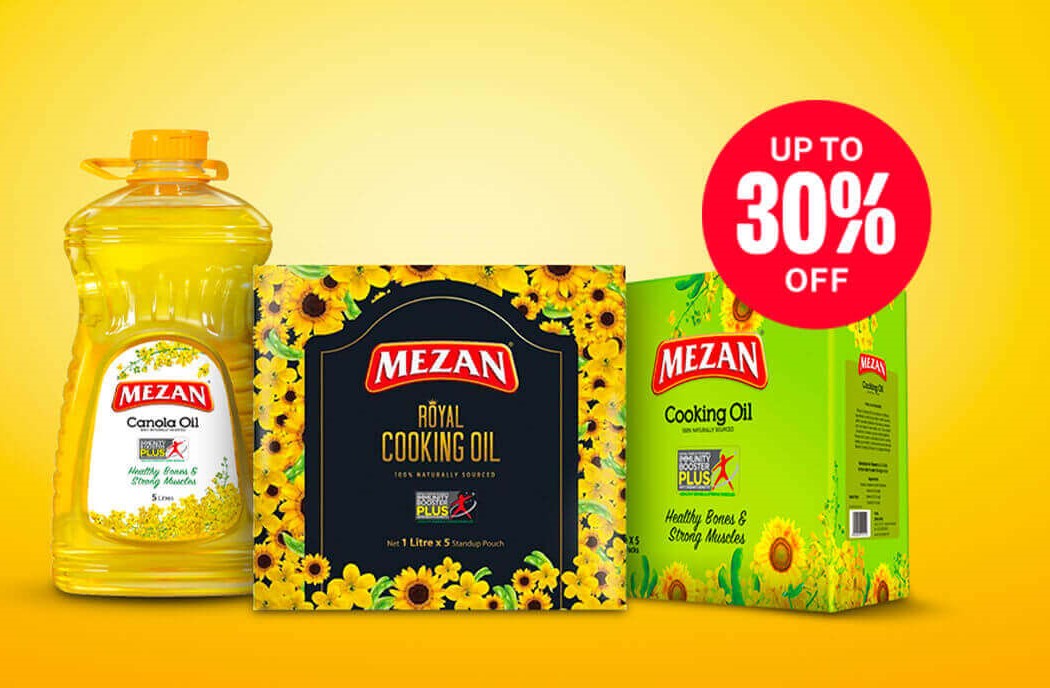 UP TO
30%
OFF
MEZAN
Canola Oil
IMMUNITY
BOOSTER
PLUS
Healthy Bones &
Strong Muscles
5 Litres
MEZAN
RÖYAL
COOKING OIL
100% NATURALLY SOURCED
IMMUNITY
BOOSTER
PLUS
Net 1 Litre x 5 Standup Pouch
MEZAN
Cooking Oil
100% NATURALLY SOURCED
IMMUNITY
BOOSTER
PLUS
Healthy Bones &
Strong Muscles
X 5
MEZAN
Cooking Oil